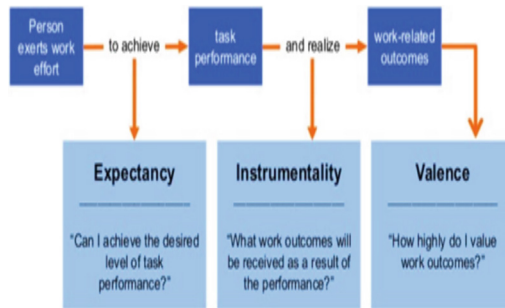 Person
exerts work
effort
to achieve
task
performance
and realize
work-related
outcomes
Expectancy
"Can I achieve the desired
level of task
performance?"
Instrumentality
"What work outcomes will
be received as a result of
the performance?"
Valence
"How highly do I value
work outcomes?"